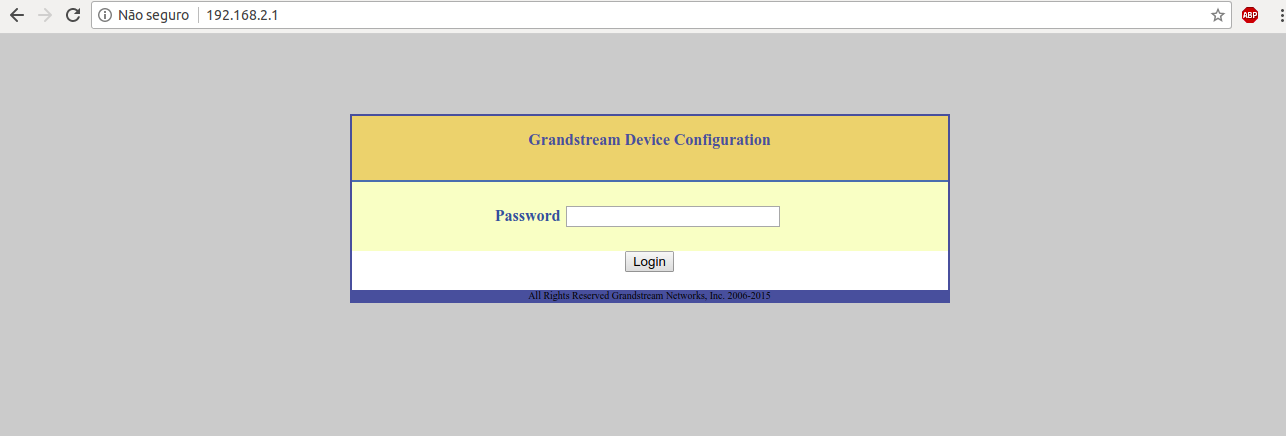 Não seguro 192.168.2.1
ABP
Grandstream Device Configuration
Password
Login
All Rights Reserved Grandstream Networks, Inc. 2006-2015